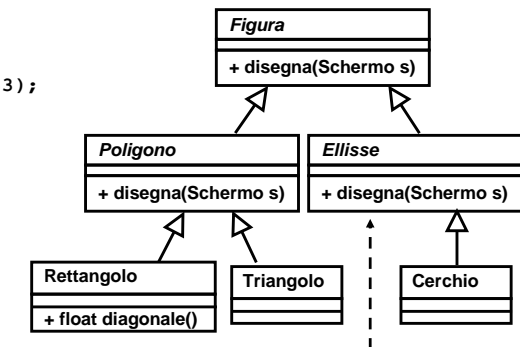 Figura
+ disegna(Schermo s)
3);
Poligono
+ disegna(Schermo s)
Ellisse
+ disegna(Schermo s)
Rettangolo
+ float diagonale()
Triangolo
Cerchio